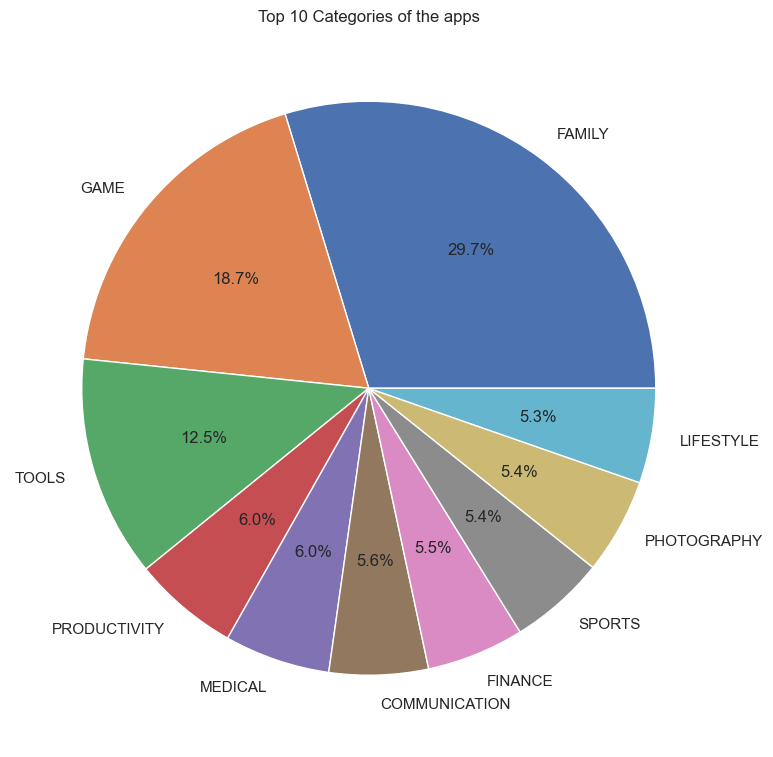 Top 10 Categories of the apps
FAMILY
29.7%
GAME
18.7%
TOOLS
12.5%
PRODUCTIVITY
6.0%
MEDICAL
6.0%
COMMUNICATION
5.6%
FINANCE
5.5%
SPORTS
5.4%
PHOTOGRAPHY
5.4%
LIFESTYLE
5.3%